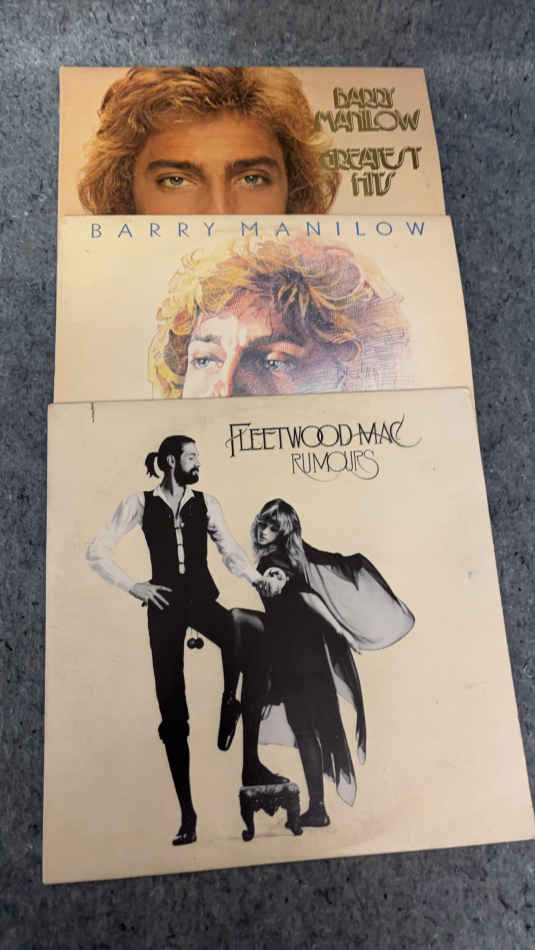 BARRY
MANILOW
GREATEST
HITS
BARRY MANILOW
FLEETWOOD MAC
RUMOURS